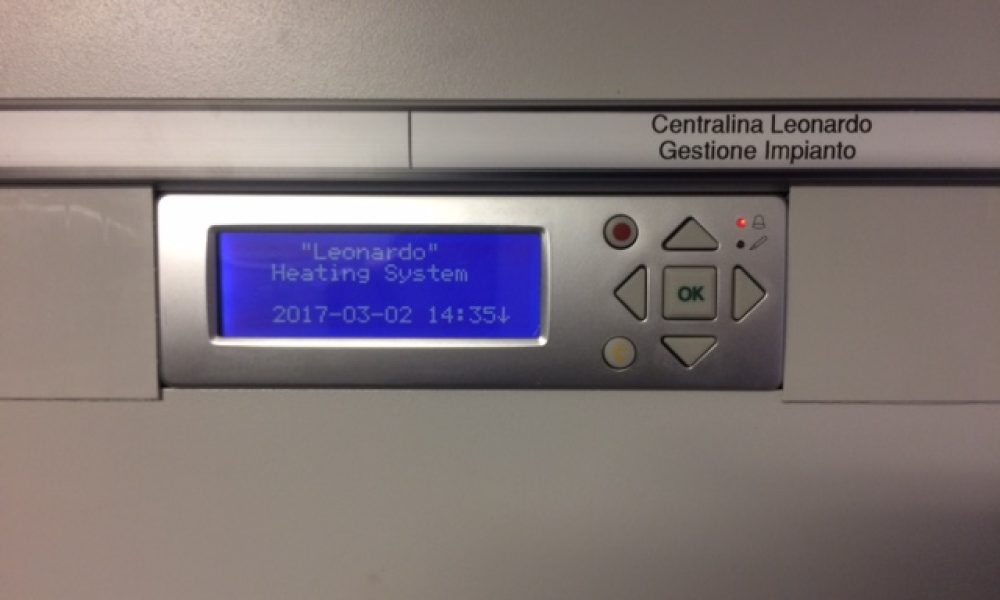 Centralina Leonardo
Gestione Impianto
"Leonardo"
Heating System
2017-03-02 14:35↓
OK
C